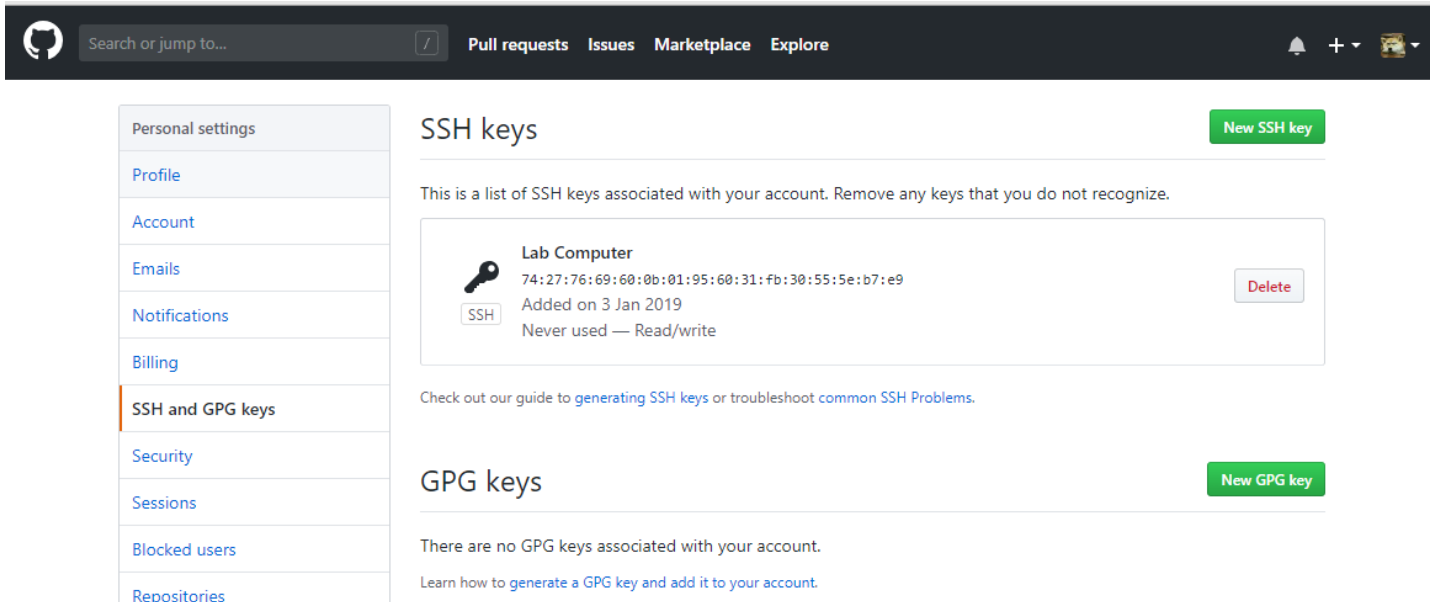 Search or jump to... /
Pull requests Issues Marketplace Explore
Personal settings
Profile
Account
Emails
Notifications
Billing
SSH and GPG keys
Security
Sessions
Blocked users
Repositories
SSH keys
New SSH key
This is a list of SSH keys associated with your account. Remove any keys that you do not recognize.
SSH
Lab Computer
74:27:76:69:60:0b:01:95:60:31:fb:30:55:5e:b7:e9
Added on 3 Jan 2019
Never used — Read/write
Delete
Check out our guide to generating SSH keys or troubleshoot common SSH Problems.
GPG keys
New GPG key
There are no GPG keys associated with your account.
Learn how to generate a GPG key and add it to your account.